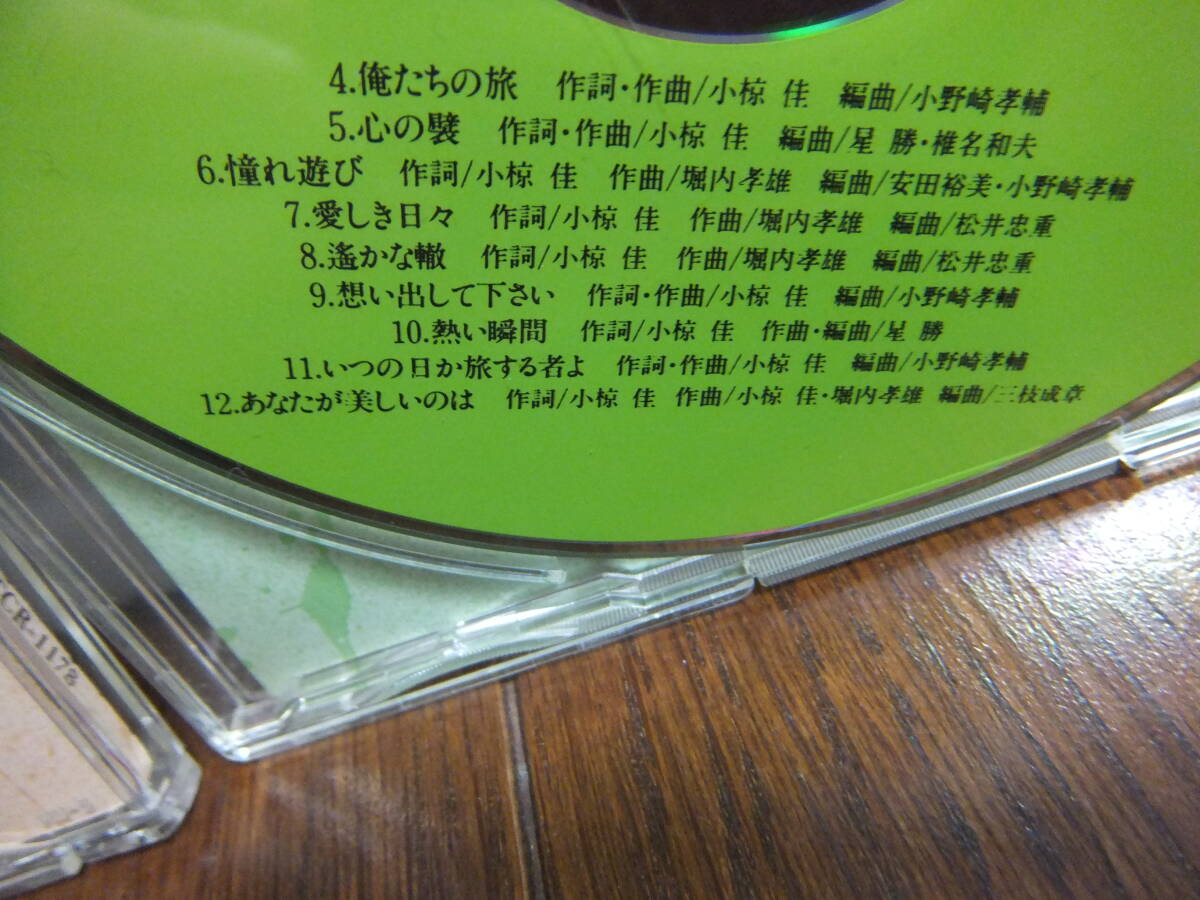 4.俺たちの旅 作詞・作曲/小椋 佳 編曲/小野崎孝輔
5.心の襞 作詞・作曲/小椋 佳 編曲/星 勝・椎名和夫
6.憧れ遊び 作詞/小椋 佳 作曲/堀内孝雄 編曲/安田裕美・小野崎孝輔
7.愛しき日々 作詞/小椋 佳 作曲/堀内孝雄 編曲/松井忠重
8.遙かな轍 作詞/小椋 佳 作曲/堀内孝雄 編曲/松井忠重
9.想い出して下さい 作詞・作曲/小椋 佳 編曲/小野崎孝輔
10.熱い瞬間 作詞/小椋 佳 作曲・編曲/星 勝
11.いつの日か旅する者よ 作詞・作曲/小椋 佳 編曲/小野崎孝輔
12.あなたが美しいのは 作詞/小椋 佳 作曲/小椋 佳・堀内孝雄 編曲/三枝成章
CR-1178